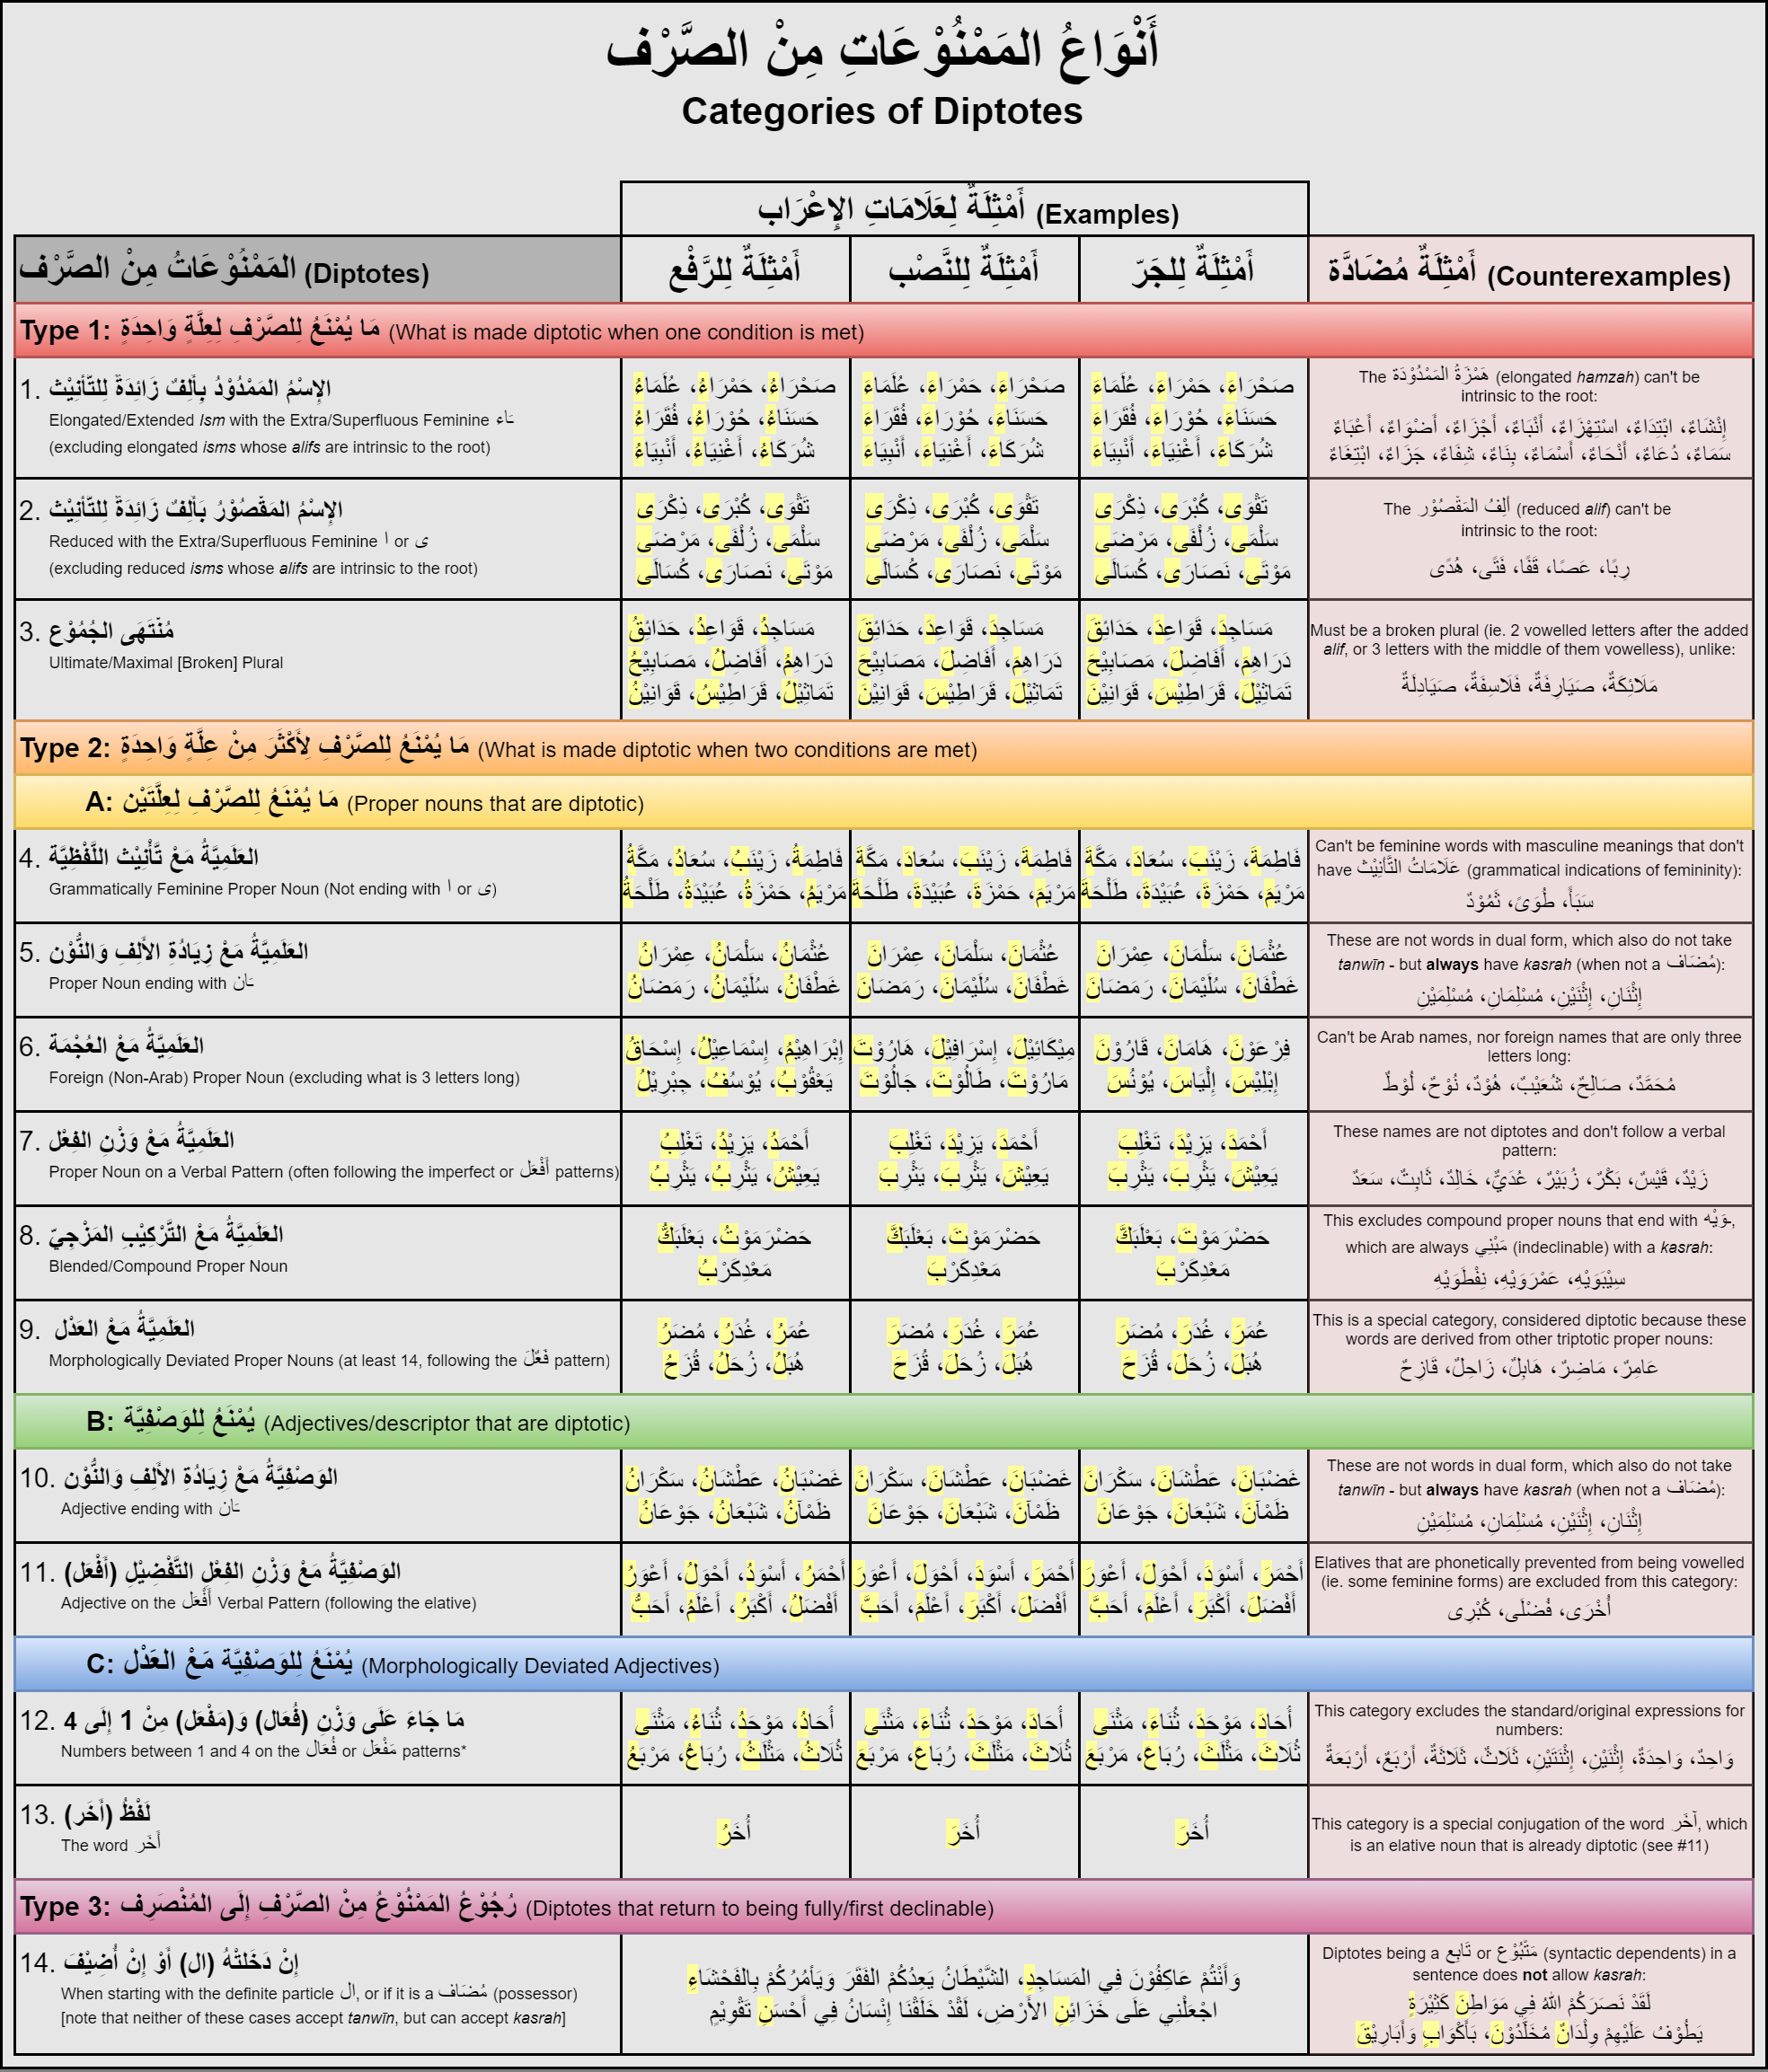 أَنْوَاعُ المَمْنُوْعَاتِ مِنْ الصَّرْف
Categories of Diptotes
أَمْثِلَةٌ لِعَلَامَاتِ الإِعْرَاب (Examples)
المَمْنُوْعَاتُ مِنْ الصَّرْف (Diptotes)
أَمْثِلَةٌ لِلرَّفْع
أَمْثِلَةٌ لِلنَّصْب
أَمْثِلَةٌ لِلجَرّ
أَمْثِلَةٌ مُضَادَّة (Counterexamples)
Type 1: مَا يُمْنَعُ لِلصَّرْفِ لِعِلَّةٍ وَاحِدَةٍ (What is made diptotic when one condition is met)
1. الإِسْمُ المَمْدُوْدُ بِأَلِفٌ زَائِدَةٌ لِلتَّأنِيْث
Elongated/Extended Ism with the Extra/Superfluous Feminine ـَاء
(excluding elongated isms whose alifs are intrinsic to the root)
صَحْرَاءُ، حَمْرَاءُ، عُلَمَاءُ
حَسَنَاءُ، حُوْرَاءُ، فُقَرَاءُ
شُرَكَاءُ، أَغْنِيَاءُ، أَنْبِيَاءُ
صَحْرَاءَ، حَمْرَاءَ، عُلَمَاءَ
حَسَنَاءَ، حُوْرَاءَ، فُقَرَاءَ
شُرَكَاءَ، أَغْنِيَاءَ، أَنْبِيَاءَ
صَحْرَاءَ، حَمْرَاءَ، عُلَمَاءَ
حَسَنَاءَ، حُوْرَاءَ، فُقَرَاءَ
شُرَكَاءَ، أَغْنِيَاءَ، أَنْبِيَاءَ
The هَمْزَةُ المَمْدُوْدَة (elongated hamzah) can't be
intrinsic to the root:
إِنْشَاءٌ، ابْتِدَاءٌ، اسْتِهْزَاءٌ، أَنْبَاءٌ، أَجْزَاءٌ، أَضْوَاءٌ، أَعْبَاءٌ
سَمَاءٌ، دُعَاءٌ، أَنْحَاءٌ، أَسْمَاءٌ، بِنَاءٌ، شِفَاءٌ، جَزَاءٌ، ابْتِغَاءٌ
2. الإِسْمُ المَقْصُوْرُ بَألِفٌ زَائِدَةٌ لِلتَّأنِيْث
Reduced with the Extra/Superfluous Feminine ا or ى
(excluding reduced isms whose alifs are intrinsic to the root)
تَقْوَى، كُبْرَى، ذِكْرَى
سَلْمَى، زُلْفَى، مَرْضَى
مَوْتَى، نَصَارَى، كُسَالَى
تَقْوَى، كُبْرَى، ذِكْرَى
سَلْمَى، زُلْفَى، مَرْضَى
مَوْتَى، نَصَارَى، كُسَالَى
تَقْوَى، كُبْرَى، ذِكْرَى
سَلْمَى، زُلْفَى، مَرْضَى
مَوْتَى، نَصَارَى، كُسَالَى
The أَلِفُ المَقْصُوْر (reduced alif) can't be
intrinsic to the root:
رِبًا، عَصًا، قَفًا، فَتًى، هُدًى
3. مُنْتَهَى الجُمُوْع
Ultimate/Maximal [Broken] Plural
مَسَاجِدُ، قَوَاعِدُ، حَدَائِقُ
دَرَاهِمُ، أَفَاضِلُ، مَصَابِيْحُ
تَمَاثِيْلُ، قَرَاطِيْسُ، قَوَانِيْنُ
مَسَاجِدَ، قَوَاعِدَ، حَدَائِقَ
دَرَاهِمَ، أَفَاضِلَ، مَصَابِيْحَ
تَمَاثِيْلَ، قَرَاطِيْسَ، قَوَانِيْنَ
مَسَاجِدَ، قَوَاعِدَ، حَدَائِقَ
دَرَاهِمَ، أَفَاضِلَ، مَصَابِيْحَ
تَمَاثِيْلَ، قَرَاطِيْسَ، قَوَانِيْنَ
Must be a broken plural (ie. 2 vowelled letters after the added
alif, or 3 letters with the middle of them vowelless), unlike:
مَلَائِكَةٌ، صَيَارِفَةٌ، فَلَاسِفَةٌ، صَيَادِلَةٌ
Type 2: مَا يُمْنَعُ لِلصَّرْفِ لِأَكْثَرَ مِنْ عِلَّةٍ وَاحِدَةٍ (What is made diptotic when two conditions are met)
A: مَا يُمْنَعُ لِلصَّرْفِ لِعِلَّتَيْن (Proper nouns that are diptotic)
4. العَلَمِيَّةُ مَعْ تَأْنِيْث اللَّفْظِيَّة
Grammatically Feminine Proper Noun (Not ending with ا or ى)
فَاطِمَةُ، زَيْنَبُ، سُعَادُ، مَكَّةُ
مَرْيَمُ، حَمْزَةُ، عُبَيْدَةُ، طَلْحَةُ
فَاطِمَةَ، زَيْنَبَ، سُعَادَ، مَكَّةَ
مَرْيَمَ، حَمْزَةَ، عُبَيْدَةَ، طَلْحَةَ
فَاطِمَةَ، زَيْنَبَ، سُعَادَ، مَكَّةَ
مَرْيَمَ، حَمْزَةَ، عُبَيْدَةَ، طَلْحَةَ
Can't be feminine words with masculine meanings that don't
have عَلَامَاتُ التَّأنِيْث (grammatical indications of femininity):
سَبَأً، طُوَىً، ثَمُوْدٌ
5. العَلَمِيَّةُ مَعْ زِيَادُةِ الأَلِفِ وَالنُّوْن
Proper Noun ending with ـَان
عُثْمَانُ، سَلْمَانُ، عِمْرَانُ
غَطْفَانُ، سُلَيْمَانُ، رَمَضَانُ
عُثْمَانَ، سَلْمَانَ، عِمْرَانَ
غَطْفَانَ، سُلَيْمَانَ، رَمَضَانَ
عُثْمَانَ، سَلْمَانَ، عِمْرَانَ
غَطْفَانَ، سُلَيْمَانَ، رَمَضَانَ
These are not words in dual form, which also do not take
tanwīn - but always have kasrah (when not a مُضَاف):
إِثْنَانِ، إِثْنَيْنِ، مُسْلِمَانِ، مُسْلِمَيْنِ
6. العَلَمِيَّةُ مَعْ العُجْمَة
Foreign (Non-Arab) Proper Noun (excluding what is 3 letters long)
إِبْرَاهِيْمُ، إِسْمَاعِيْلُ، إِسْحَاقُ
يَعْقُوْبُ، يُوْسُفُ، جِبْرِيْلُ
مِيْكَائِيْلَ، إِسْرَافِيْلَ، هَارُوْتَ
مَارُوْتَ، طَالُوْتَ، جَالُوْتَ
فِرْعَوْنَ، هَامَانَ، قَارُوْنَ
إِبْلِيْسَ، إِلْيَاسَ، يُوْنُسَ
Can't be Arab names, nor foreign names that are only three
letters long:
مُحَمَّدٌ، صَالِحٌ، شُعَيْبٌ، هُوْدٌ، نُوْحٌ، لُوْطٌ
7. العَلَمِيَّةُ مَعْ وَزْنِ الفِعْل
Proper Noun on a Verbal Pattern (often following the imperfect or أَفْعَل patterns)
أَحْمَدُ، يَزِيْدُ، تَغْلِبُ
يَعِيْشُ، يَثْرِبُ، يَثْرِبُ
أَحْمَدَ، يَزِيْدَ، تَغْلِبَ
يَعِيْشَ، يَثْرِبَ، يَثْرِبَ
أَحْمَدَ، يَزِيْدَ، تَغْلِبَ
يَعِيْشَ، يَثْرِبَ، يَثْرِبَ
These names are not diptotes and don't follow a verbal
pattern:
زَيْدٌ، قَيْسٌ، بَكْرٌ، زُبَيْرٌ، عُدَيٌّ، خَالِدٌ، ثَابِتٌ، سَعَدٌ
8. العَلَمِيَّةُ مَعْ التَّرْكِيْبِ المَزْجِيّ
Blended/Compound Proper Noun
حَضْرَمَوْتُ، بَعْلَبَكُّ
مَعْدِكَرْبُ
حَضْرَمَوْتَ، بَعْلَبَكَّ
مَعْدِكَرْبَ
حَضْرَمَوْتَ، بَعْلَبَكَّ
مَعْدِكَرْبَ
This excludes compound proper nouns that end with ـوَيْه,
which are always مَبْنِي (indeclinable) with a kasrah:
سِيْبَوَيْهِ، عَمْرَوَيْهِ، نِفْطَوَيْهِ
9. العَلَمِيَّةُ مَعْ العَدْل
Morphologically Deviated Proper Nouns (at least 14, following the فَعَّلَ pattern)
عُمَرُ، غُدَرُ، مُضَرُ
هُبَلُ، زُحَلُ، قُزَحُ
عُمَرَ، غُدَرَ، مُضَرَ
هُبَلَ، زُحَلَ، قُزَحَ
عُمَرَ، غُدَرَ، مُضَرَ
هُبَلَ، زُحَلَ، قُزَحَ
This is a special category, considered diptotic because these
words are derived from other triptotic proper nouns:
عَامِرٌ، مَاضِرٌ، هَابِلٌ، زَاحِلٌ، قَازِحٌ
B: يُمْنَعُ لِلوَصْفِيَّة (Adjectives/descriptor that are diptotic)
10. الوَصْفِيَّةُ مَعْ زِيَادُةِ الأَلِفِ وَالنُّوْن
Adjective ending with ـَان
غَضْبَانُ، عَطْشَانُ، سَكْرَانُ
ظَمْآنُ، شَبْعَانُ، جَوْعَانُ
غَضْبَانَ، عَطْشَانَ، سَكْرَانَ
ظَمْآنَ، شَبْعَانَ، جَوْعَانَ
غَضْبَانَ، عَطْشَانَ، سَكْرَانَ
ظَمْآنَ، شَبْعَانَ، جَوْعَانَ
These are not words in dual form, which also do not take
tanwīn - but always have kasrah (when not a مُضَاف):
إِثْنَانِ، إِثْنَيْنِ، مُسْلِمَانِ، مُسْلِمَيْنِ
11. الوَصْفِيَّةُ مَعْ وَزْنِ الفِعْلِ التَّفْضِيْلِ (أَفْعَل)
Adjective on the أَفْعَل Verbal Pattern (following the elative)
أَحْمَرُ، أَسْوَدُ، أَحْوَلُ، أَعْوَرُ
أَفْضَلُ، أَكْبَرُ، أَعْلَمُ، أَحَبُّ
أَحْمَرَ، أَسْوَدَ، أَحْوَلَ، أَعْوَرَ
أَفْضَلَ، أَكْبَرَ، أَعْلَمَ، أَحَبَّ
أَحْمَرَ، أَسْوَدَ، أَحْوَلَ، أَعْوَرَ
أَفْضَلَ، أَكْبَرَ، أَعْلَمَ، أَحَبَّ
Elatives that are phonetically prevented from being vowelled
(ie. some feminine forms) are excluded from this category:
أُخْرَى، فُضْلَى، كُبْرِى
C: يُمْنَعُ لِلوَصْفِيَّة مَعْ العَدْل (Morphologically Deviated Adjectives)
12. مَا جَاءَ عَلَى وَزْنِ (فُعَال) وَ(مَفْعَل) مِنْ 1 إِلَى 4
Numbers between 1 and 4 on the فُعَال or مَفْعَل patterns*
أُحَادُ، مَوْحَدُ، ثُنَاءُ، مَثْنَى
ثُلَاثُ، مَثْلَثُ، رُبَاعُ، مَرْبَعُ
أُحَادَ، مَوْحَدَ، ثُنَاءَ، مَثْنَى
ثُلَاثَ، مَثْلَثَ، رُبَاعَ، مَرْبَعَ
أُحَادَ، مَوْحَدَ، ثُنَاءَ، مَثْنَى
ثُلَاثَ، مَثْلَثَ، رُبَاعَ، مَرْبَعَ
This category excludes the standard/original expressions for
numbers:
وَاحِدٌ، وَاحِدَةٌ، إِثْنَيْنِ، إِثْنَتَيْنِ، ثَلَاثٌ، ثَلَاثَةٌ، أَرْبَعٌ، أَرْبَعَةٌ
13. لَفْظُ (أَخَر)
The word أَخَر
أُخَرُ
أُخَرَ
أُخَرَ
This category is a special conjugation of the word آخَر, which
is an elative noun that is already diptotic (see #11)
Type 3: رُجُوْعُ المَمْنُوْعُ مِنْ الصَّرْفِ إِلَى المُنْصَرِف (Diptotes that return to being fully/first declinable)
14. إِنْ دَخَلتْهُ (ال) أَوْ إِنْ أُضِيْفَ
When starting with the definite particle ال, or if it is a مُضَاف (possessor)
[note that neither of these cases accept tanwīn, but can accept kasrah]
وَأَنْتُمْ عَاكِفُوْنَ فِي المَسَاجِدِ، الشَّيْطَانُ يَعِدُكُمْ الفَقَرَ وَيَأمُرُكُمْ بِالفَحْشَاءِ
اجْعَلْنِي عَلَى خَزَائِنِ الأَرْضِ، لَقَدْ خَلَقْنَا إِنْسَانُ فِي أَحْسَنِ تَقْوِيْمٍ
Diptotes being a تَابِع or مَتْبُوْع (syntactic dependents) in a
sentence does not allow kasrah:
لَقَدْ نَصَرَكُمْ اللهُ فِي مَوَاطِنَ كَثِيْرَةٍ
يَطُوْفُ عَلَيْهِمْ وِلْدَانٌ مُخَلَّدُوْنَ، بَأَكْوَابٍ وَأَبَارِيْقَ